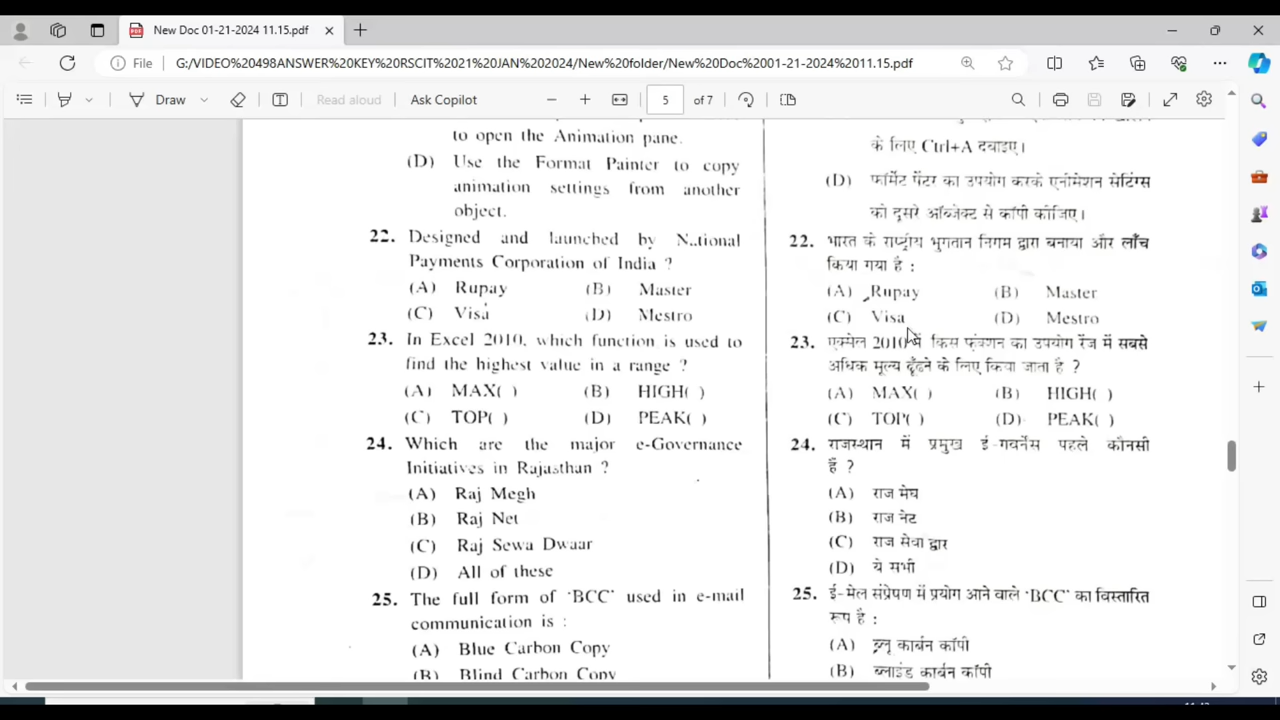 New Doc 01-21-2024 11.15.pdf
File G:/VIDEO%20498ANSWER%20KEY%20RSCIT%2021%20JAN%202024/New%20folder/New%20Doc%2001-21-2024%2011.15.pdf
Draw Read aloud Ask Copilot 5 of 7
to open the Animation pane.
(D) Use the Format Painter to copy
animation settings from another
object.
22. Designed and launched by National
Payments Corporation of India ?
(A) Rupay (B) Master
(C) Visa (D) Mestro
23. In Excel 2010, which function is used to
find the highest value in a range ?
(A) MAX( ) (B) HIGH( )
(C) TOP( ) (D) PEAK( )
24. Which are the major e-Governance
Initiatives in Rajasthan ?
(A) Raj Megh
(B) Raj Net
(C) Raj Sewa Dwaar
(D) All of these
25. The full form of 'BCC' used in e-mail
communication is :
(A) Blue Carbon Copy
(B) Blind Carbon Copy
के लिए Ctrl+A दबाइए।
(D) फॉर्मेट पेंटर का उपयोग करके एनीमेशन सेटिंग्स
को दूसरे ऑब्जेक्ट से कॉपी कीजिए।
22. भारत के राष्ट्रीय भुगतान निगम द्वारा बनाया और लाँच
किया गया है :
(A) Rupay (B) Master
(C) Visa (D) Mestro
23. एक्सेल 2010 में किस फंक्शन का उपयोग रेंज में सबसे
अधिक मूल्य ढूँढने के लिए किया जाता है ?
(A) MAX( ) (B) HIGH( )
(C) TOP( ) (D) PEAK( )
24. राजस्थान में प्रमुख ई-गवर्नेंस पहले कौनसी
हैं ?
(A) राज मेघ
(B) राज नेट
(C) राज सेवा द्वार
(D) ये सभी
25. ई-मेल संप्रेषण में प्रयोग आने वाले 'BCC' का विस्तारित
रूप है :
(A) ब्लू कार्बन कॉपी
(B) ब्लाइंड कार्बन कॉपी